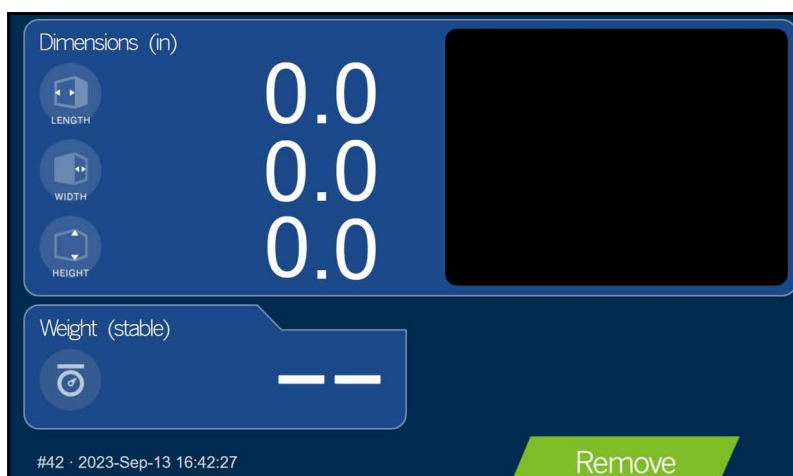 Dimensions (in)
LENGTH
0.0
WIDTH
0.0
HEIGHT
0.0
Weight (stable)
——
#42 · 2023-Sep-13 16:42:27
Remove